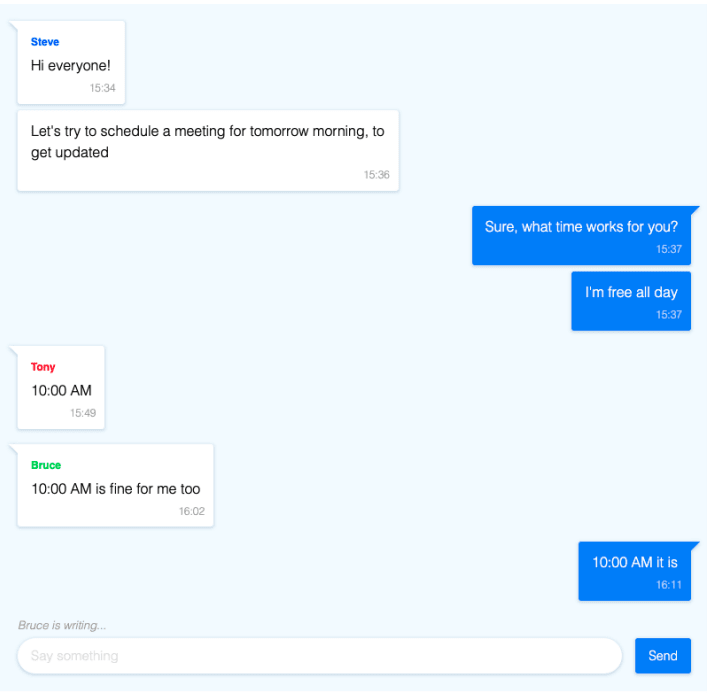 Steve
Hi everyone!
15:34
Let's try to schedule a meeting for tomorrow morning, to
get updated
15:36
Sure, what time works for you?
15:37
I'm free all day
15:37
Tony
10:00 AM
15:49
Bruce
10:00 AM is fine for me too
16:02
10:00 AM it is
16:11
Bruce is writing...
Say something
Send